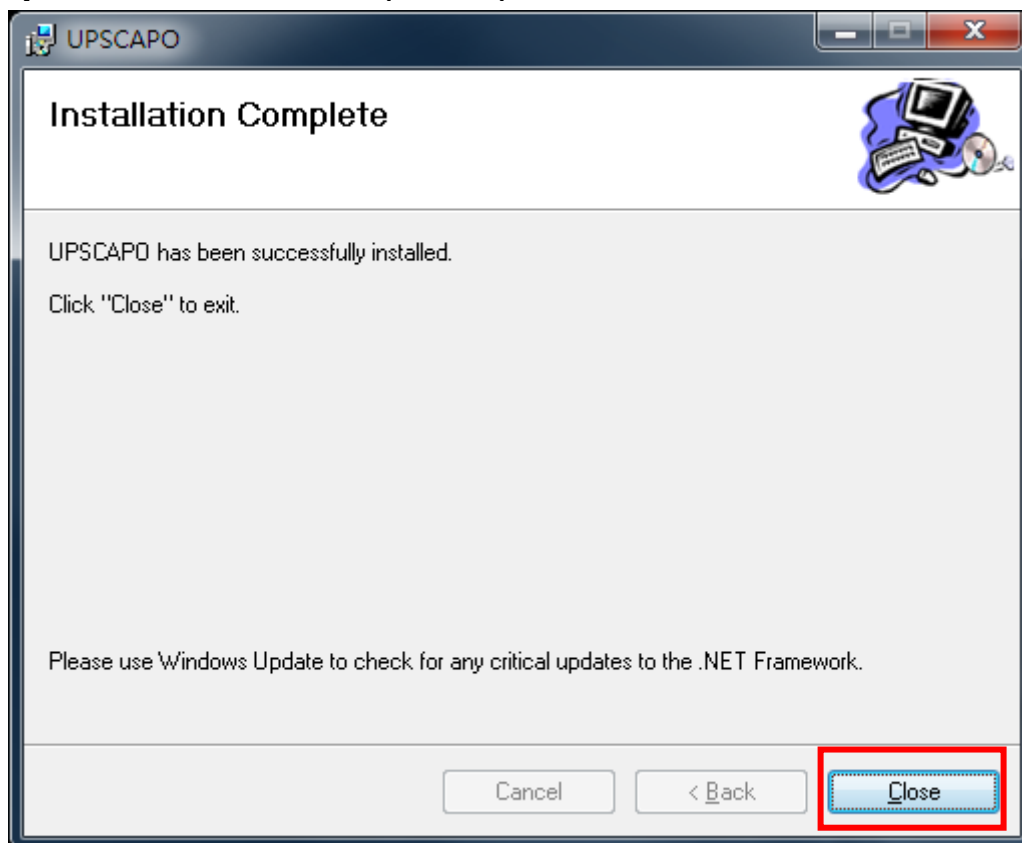 UPSCAPO
Installation Complete
UPSCAPO has been successfully installed.
Click "Close" to exit.
Please use Windows Update to check for any critical updates to the .NET Framework.
Cancel
< Back
Close